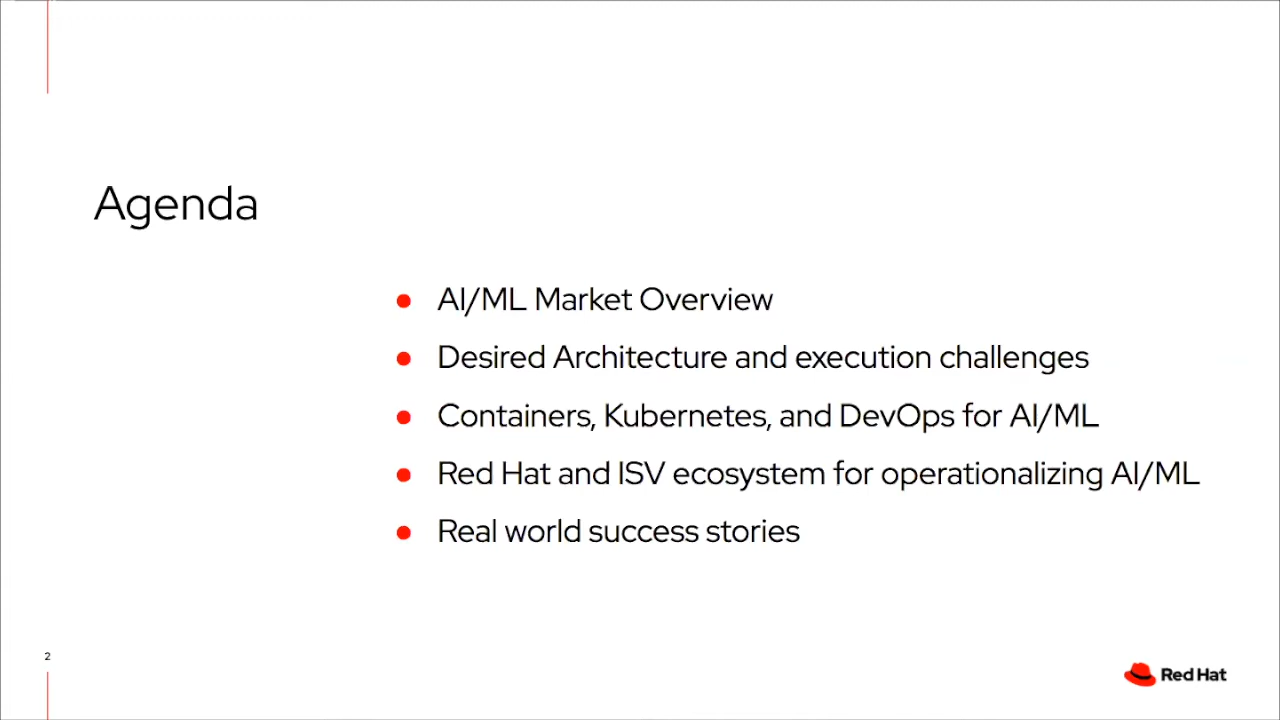 Agenda
AI/ML Market Overview
Desired Architecture and execution challenges
Containers, Kubernetes, and DevOps for AI/ML
Red Hat and ISV ecosystem for operationalizing AI/ML
Real world success stories
2
Red Hat